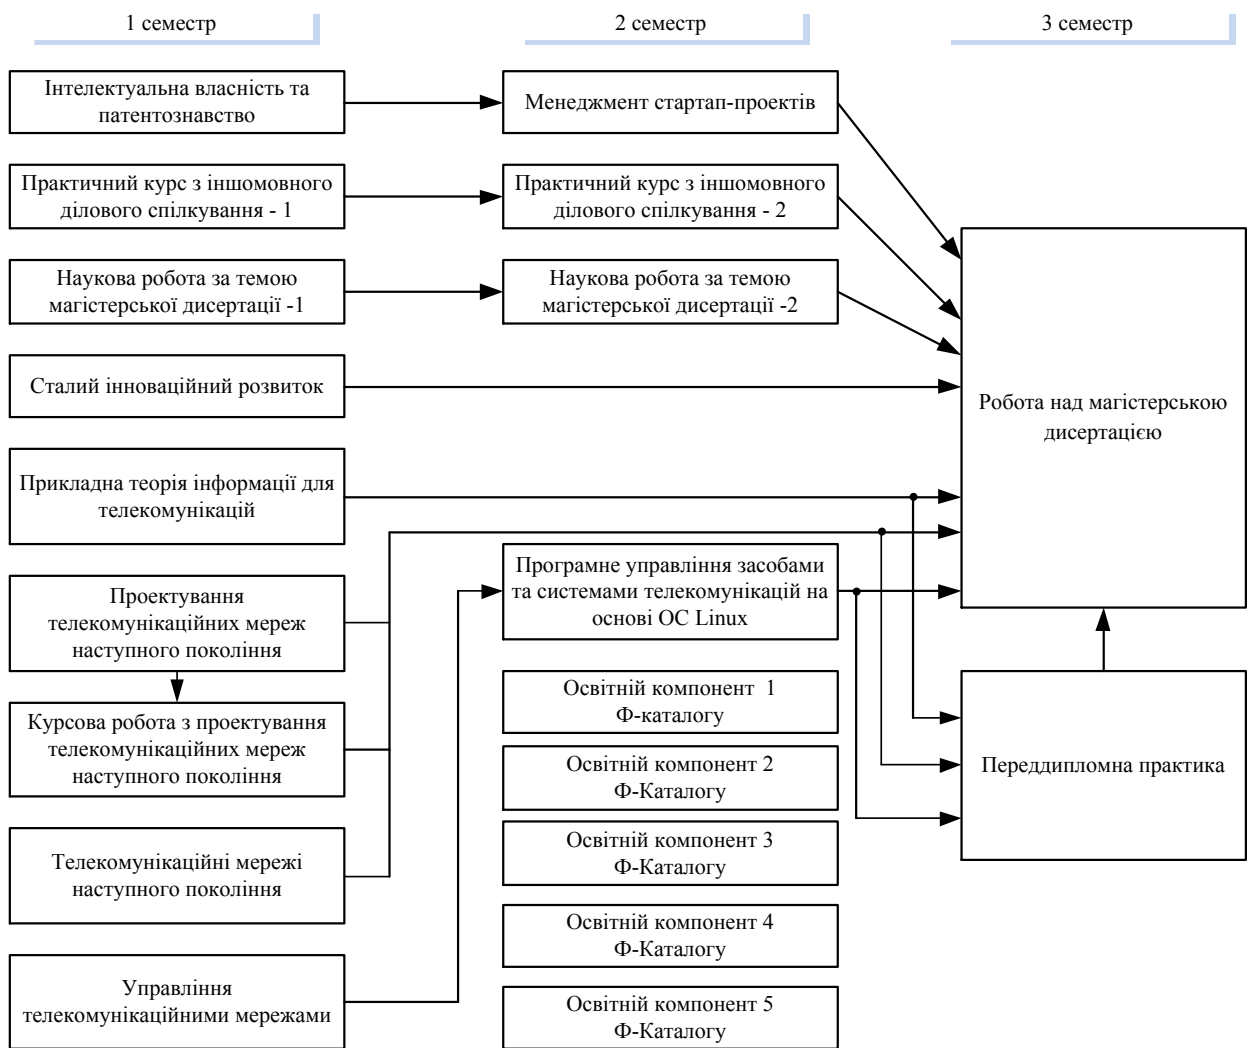 1 семестр
2 семестр
3 семестр
Інтелектуальна власність та
патентознавство
Менеджмент стартап-проектів
Практичний курс з іншомовного
ділового спілкування - 1
Практичний курс з іншомовного
ділового спілкування - 2
Наукова робота за темою
магістерської дисертації -1
Наукова робота за темою
магістерської дисертації -2
Сталий інноваційний розвиток
Робота над магістерською
дисертацією
Прикладна теорія інформації для
телекомунікацій
Проектування
телекомунікаційних мереж
наступного покоління
Програмне управління засобами
та системами телекомунікацій на
основі ОС Linux
Курсова робота з проектування
телекомунікаційних мереж
наступного покоління
Освітній компонент 1
Ф-каталогу
Освітній компонент 2
Ф-Каталогу
Переддипломна практика
Телекомунікаційні мережі
наступного покоління
Освітній компонент 3
Ф-Каталогу
Освітній компонент 4
Ф-Каталогу
Управління
телекомунікаційними мережами
Освітній компонент 5
Ф-Каталогу